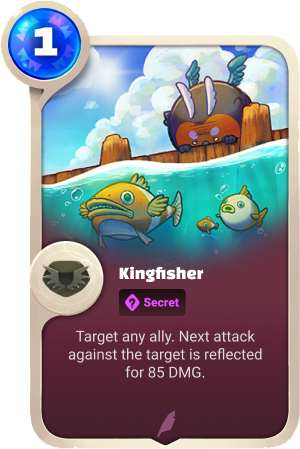 1
Kingfisher
? Secret
Target any ally. Next attack
against the target is reflected
for 85 DMG.